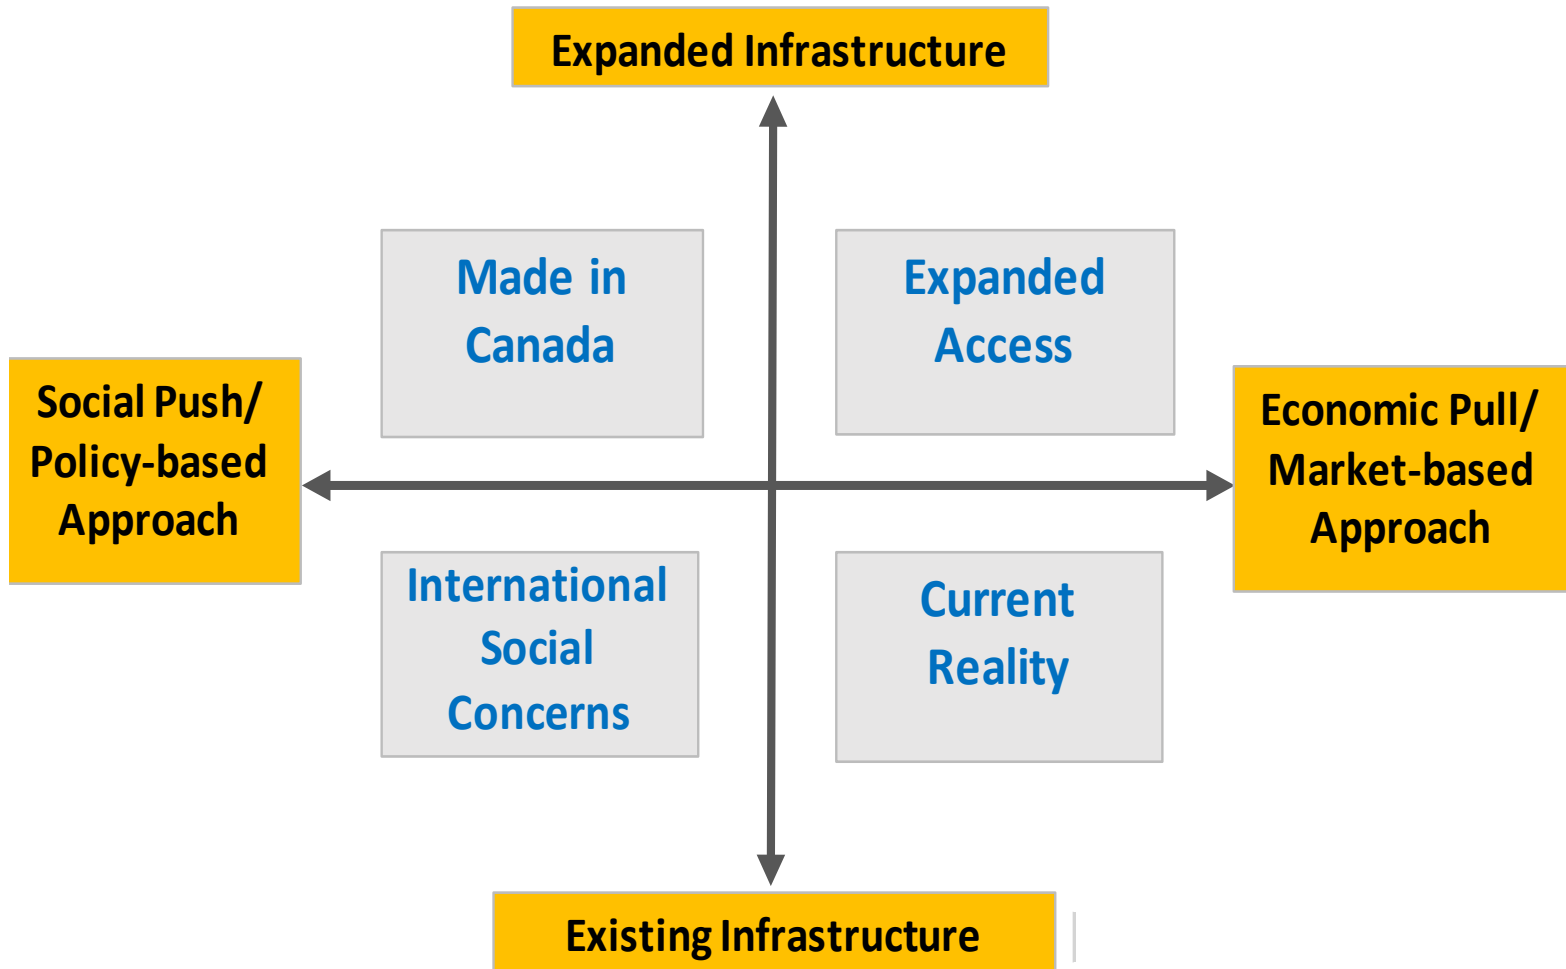 Expanded Infrastructure
Made in
Canada
Expanded
Access
Social Push/
Policy-based
Approach
Economic Pull/
Market-based
Approach
International
Social
Concerns
Current
Reality
Existing Infrastructure